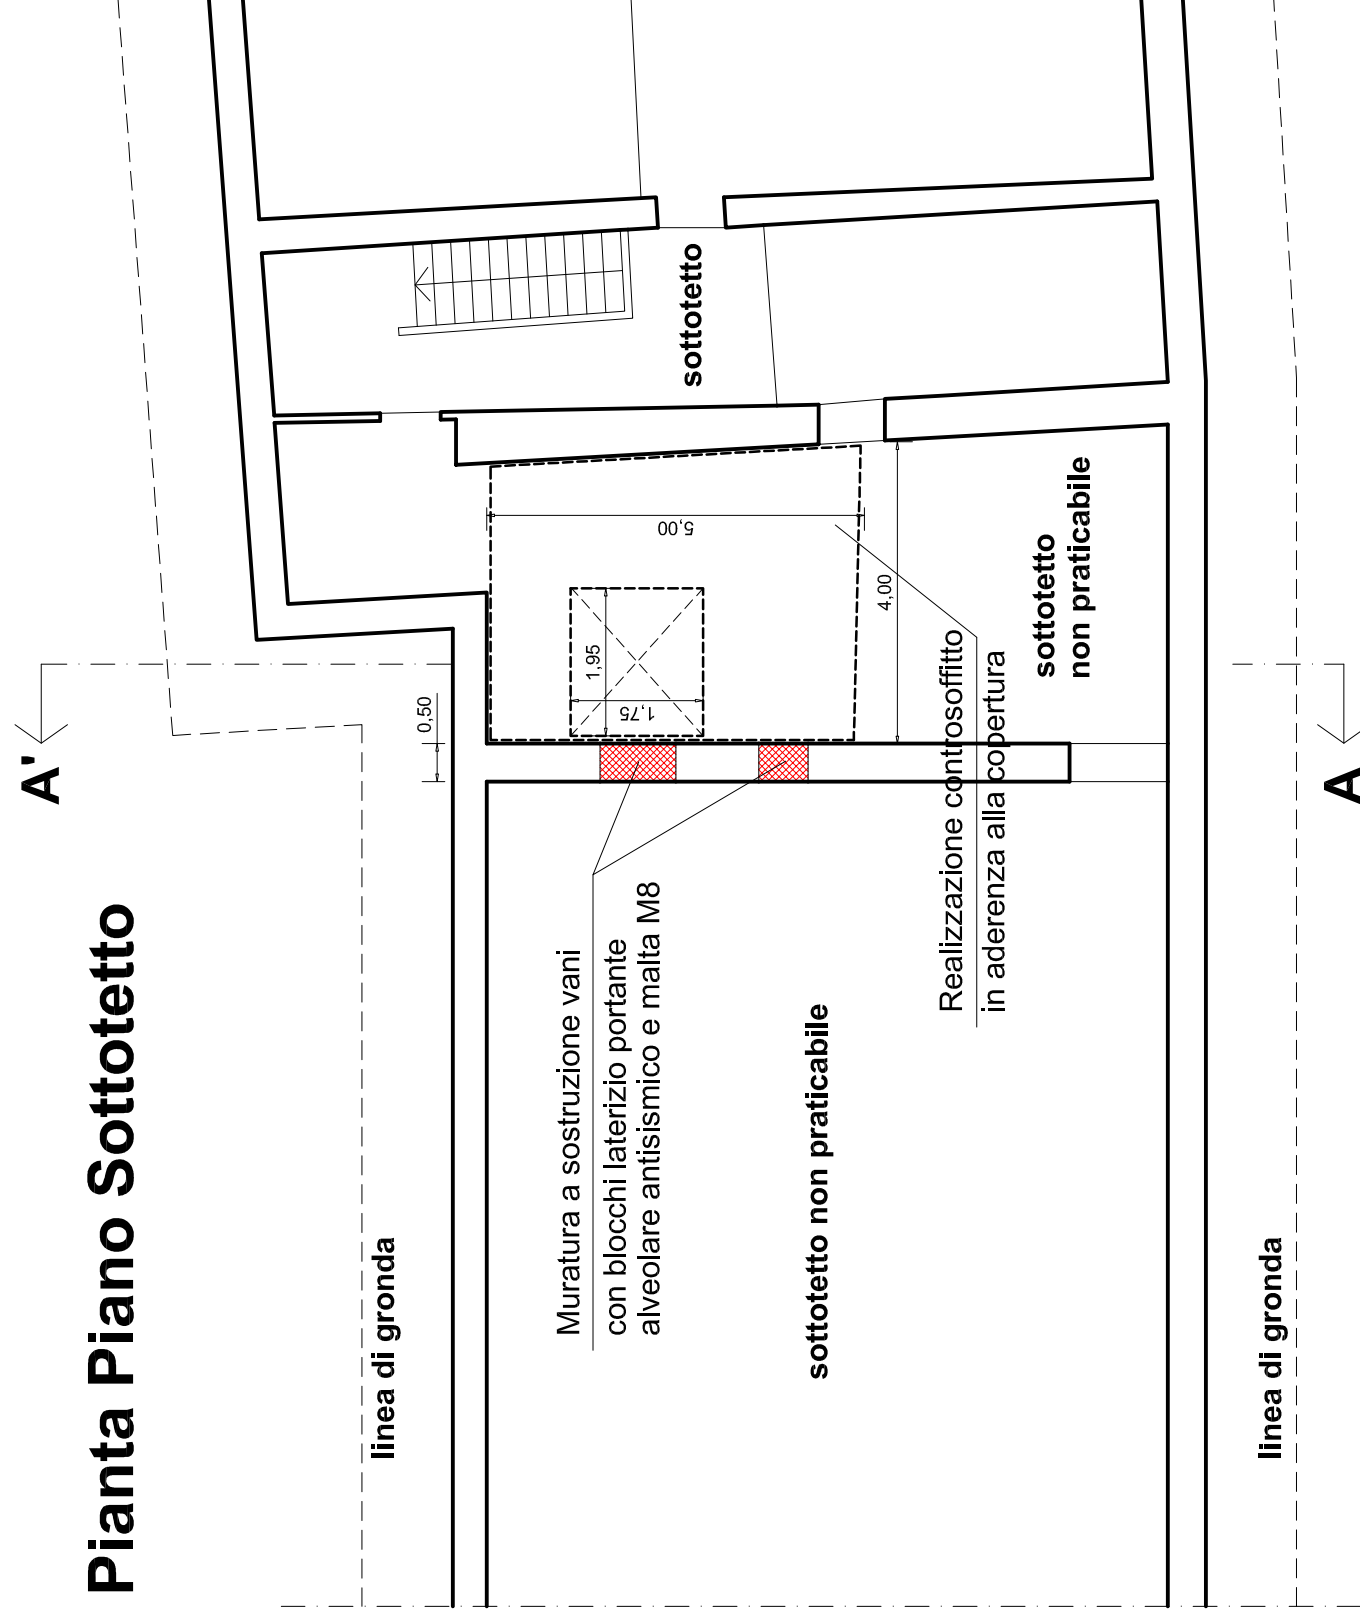 Pianta Piano Sottotetto
A'
A
linea di gronda
linea di gronda
sottotetto
sottotetto
non praticabile
sottotetto non praticabile
Muratura a sostruzione vani
con blocchi laterizio portante
alveolare antisismico e malta M8
Realizzazione controsoffitto
in aderenza alla copertura
0,50
1,95
1,75
5,00
4,00